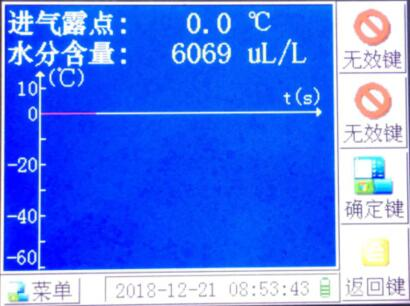 进气露点: 0.0 ℃
水分含量: 6069 uL/L
无效键
(℃)
10
t(s)
0
无效键
-20
-40
确定键
-60
菜单
2018-12-21 08:53:43
返回键